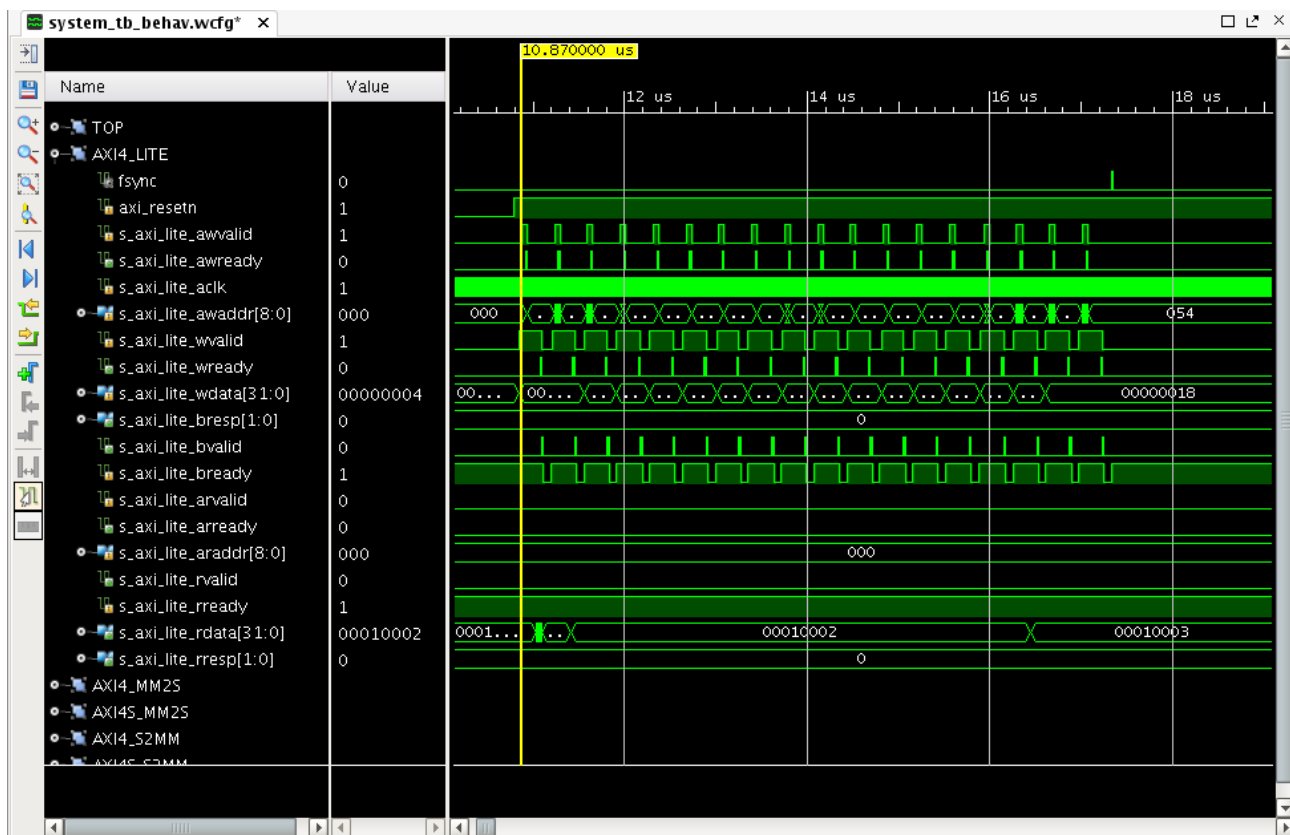 system_tb_behav.wcfg* ×
10.870000 us
Name Value
12 us 14 us 16 us 18 us
TOP
AXI4_LITE
fsync 0
axi_resetn 1
s_axi_lite_awvalid 1
s_axi_lite_awready 0
s_axi_lite_aclk 1
s_axi_lite_awaddr[8:0] 000 000 . . . .. .. .. .. . . .. .. .. .. . . . 054
s_axi_lite_wvalid 1
s_axi_lite_wready 0
s_axi_lite_wdata[31:0] 00000004 00... 00... .. .. .. .. .. .. .. .. .. .. .. .. .. .. 00000018
s_axi_lite_bresp[1:0] 0 0
s_axi_lite_bvalid 0
s_axi_lite_bready 1
s_axi_lite_arvalid 0
s_axi_lite_arready 0
s_axi_lite_araddr[8:0] 000 000
s_axi_lite_rvalid 0
s_axi_lite_rready 1
s_axi_lite_rdata[31:0] 00010002 0001... .. 00010002 00010003
s_axi_lite_rresp[1:0] 0 0
AXI4_MM2S
AXI4S_MM2S
AXI4_S2MM
AXI4S_S2MM